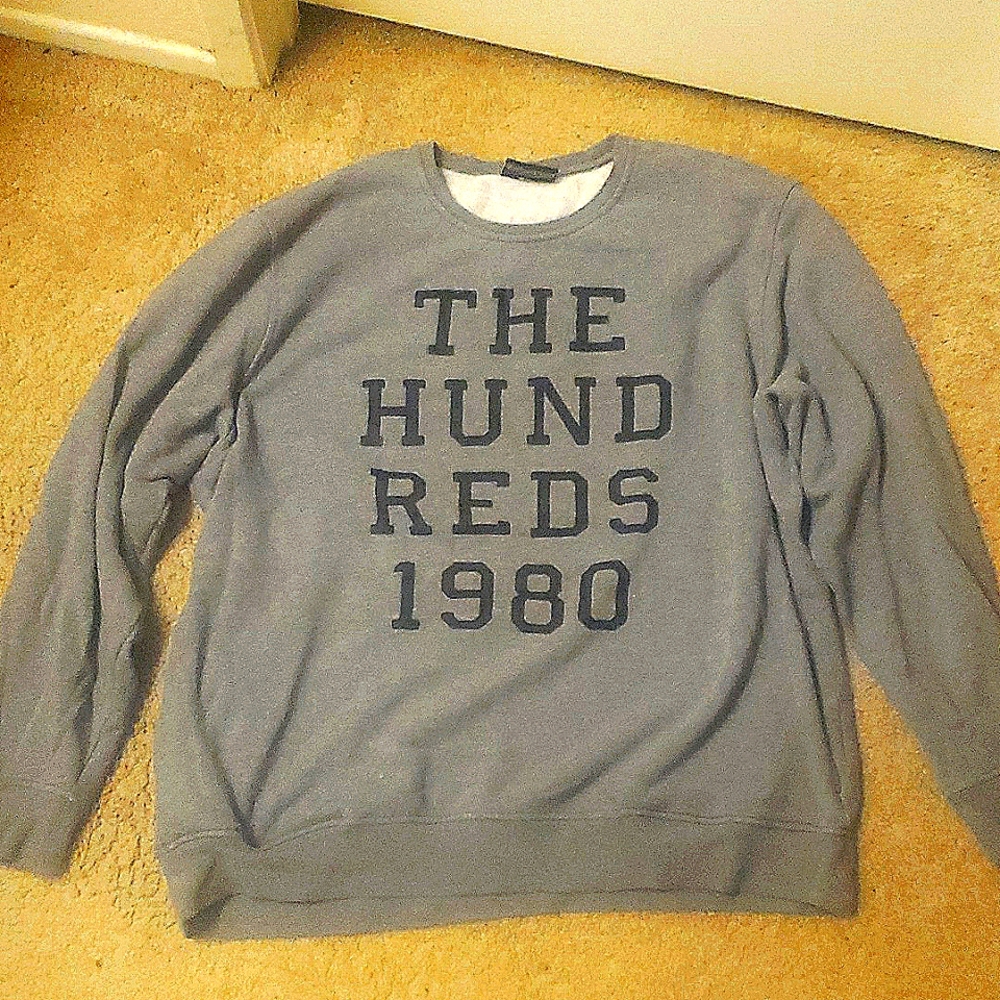 THE
HUND
REDS
1980